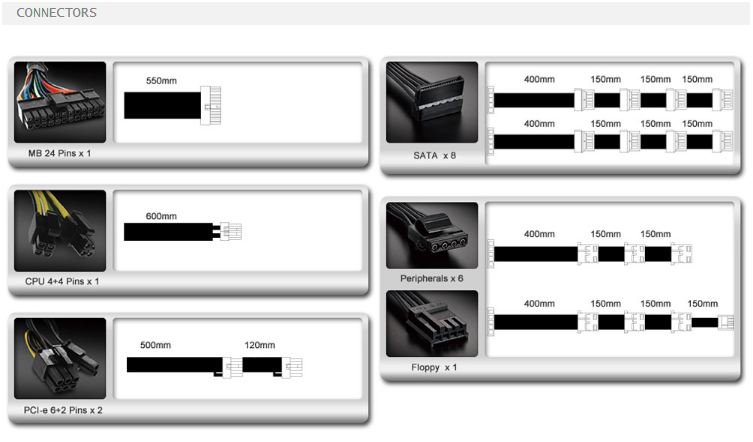 CONNECTORS
550mm
MB 24 Pins x 1
600mm
CPU 4+4 Pins x 1
500mm 120mm
PCI-e 6+2 Pins x 2
400mm 150mm 150mm 150mm
400mm 150mm 150mm 150mm
SATA x 8
400mm 150mm 150mm
Peripherals x 6
400mm 150mm 150mm 150mm
Floppy x 1